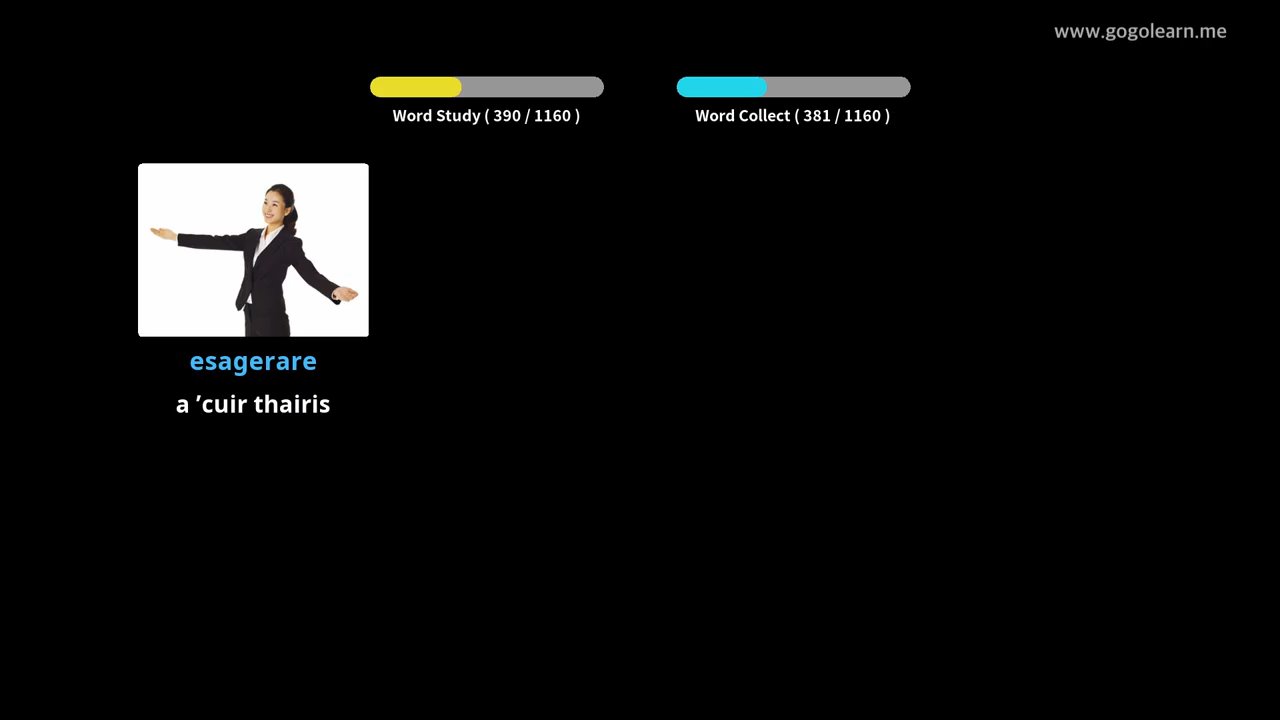 www.gogolearn.me
Word Study ( 390 / 1160 )
Word Collect ( 381 / 1160 )
esagerare
a ’cuir thairis